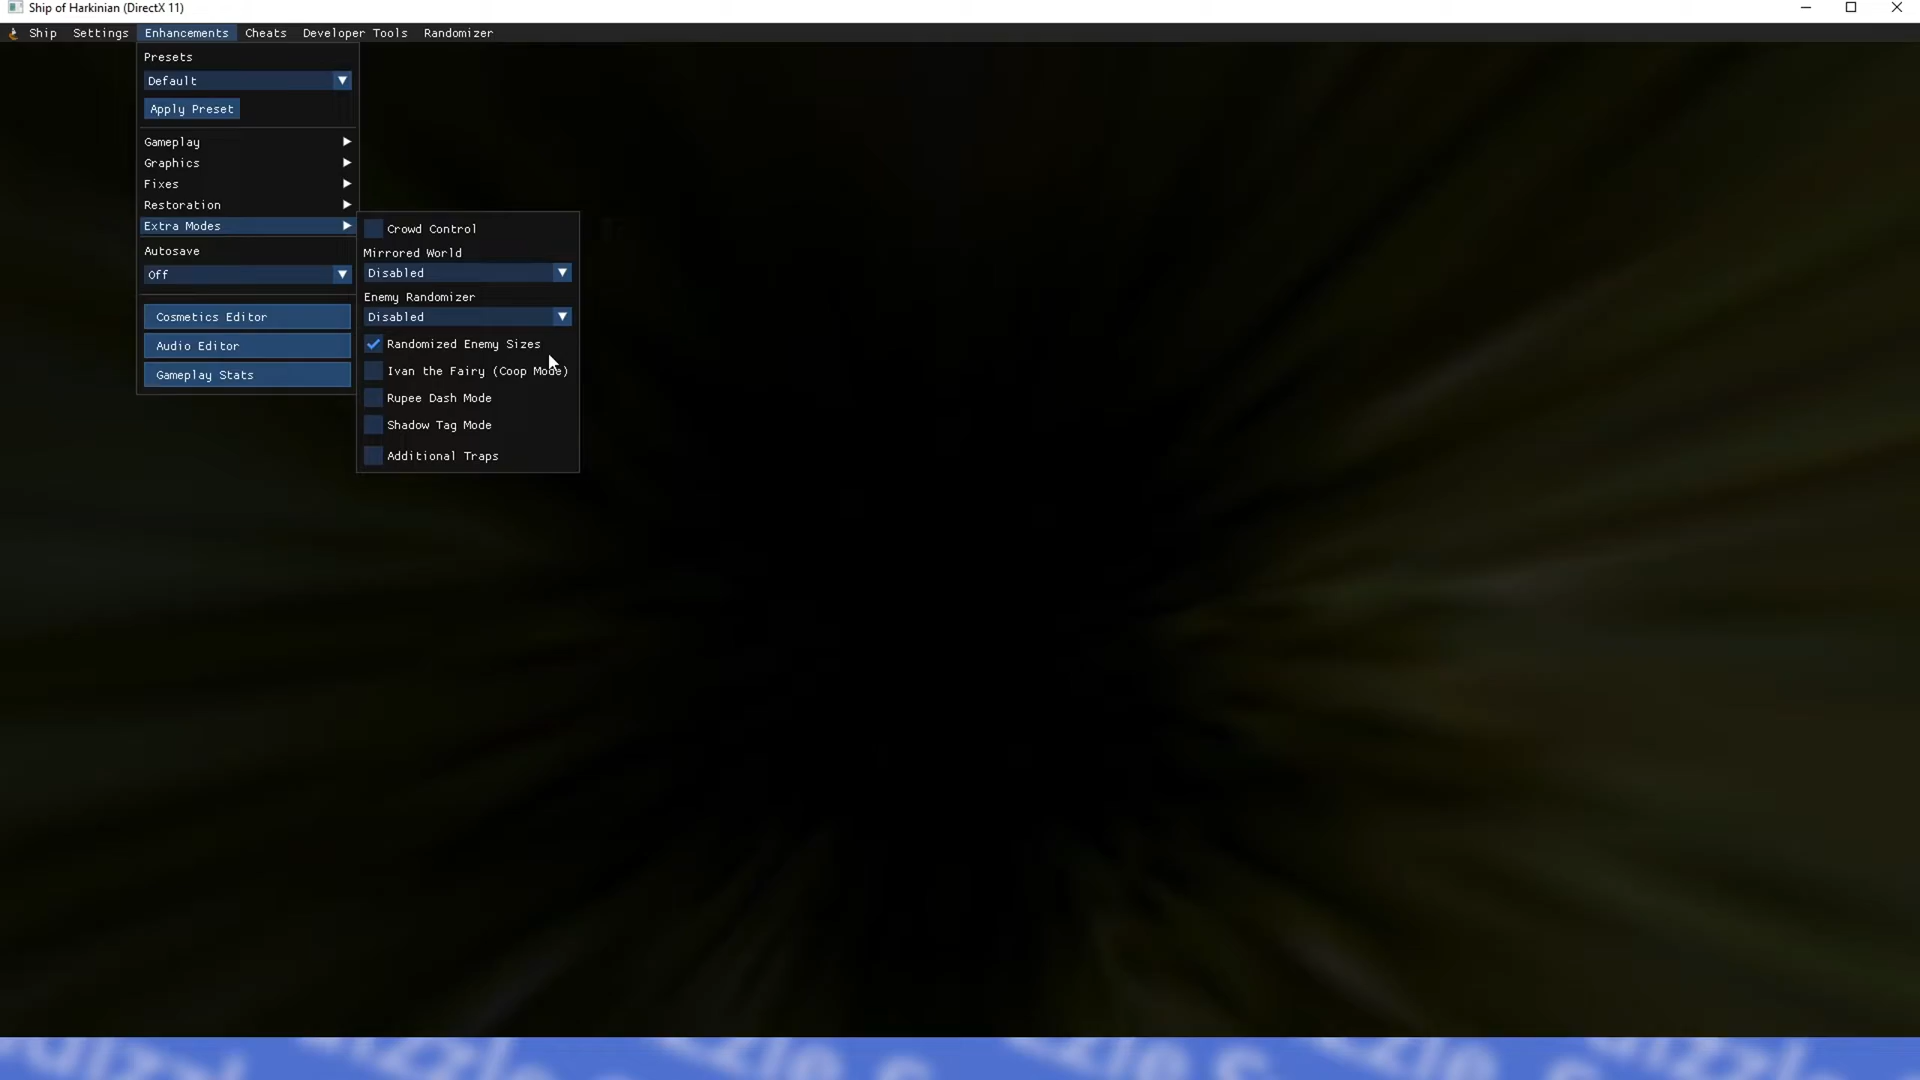 Ship of Harkinian (DirectX 11)
Ship Settings Enhancements Cheats Developer Tools Randomizer
Presets
Default
Apply Preset
Gameplay
Graphics
Fixes
Restoration
Extra Modes
Autosave
Off
Cosmetics Editor
Audio Editor
Gameplay Stats
Crowd Control
Mirrored World
Disabled
Enemy Randomizer
Disabled
Randomized Enemy Sizes
Ivan the Fairy (Coop Mode)
Rupee Dash Mode
Shadow Tag Mode
Additional Traps